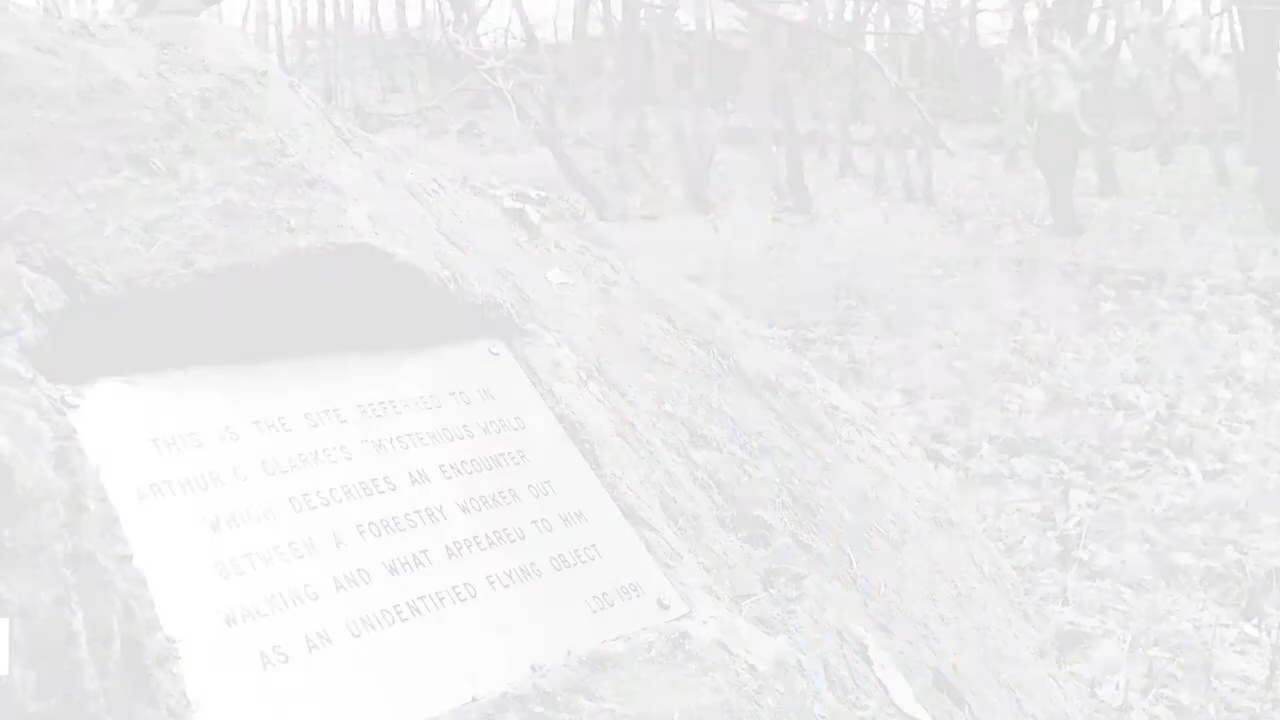 THIS IS THE SITE REFERRED TO IN
ARTHUR C CLARKE'S "MYSTERIOUS WORLD
WHICH DESCRIBES AN ENCOUNTER
BETWEEN A FORESTRY WORKER OUT
WALKING AND WHAT APPEARED TO HIM
AS AN UNIDENTIFIED FLYING OBJECT
LDC 1991